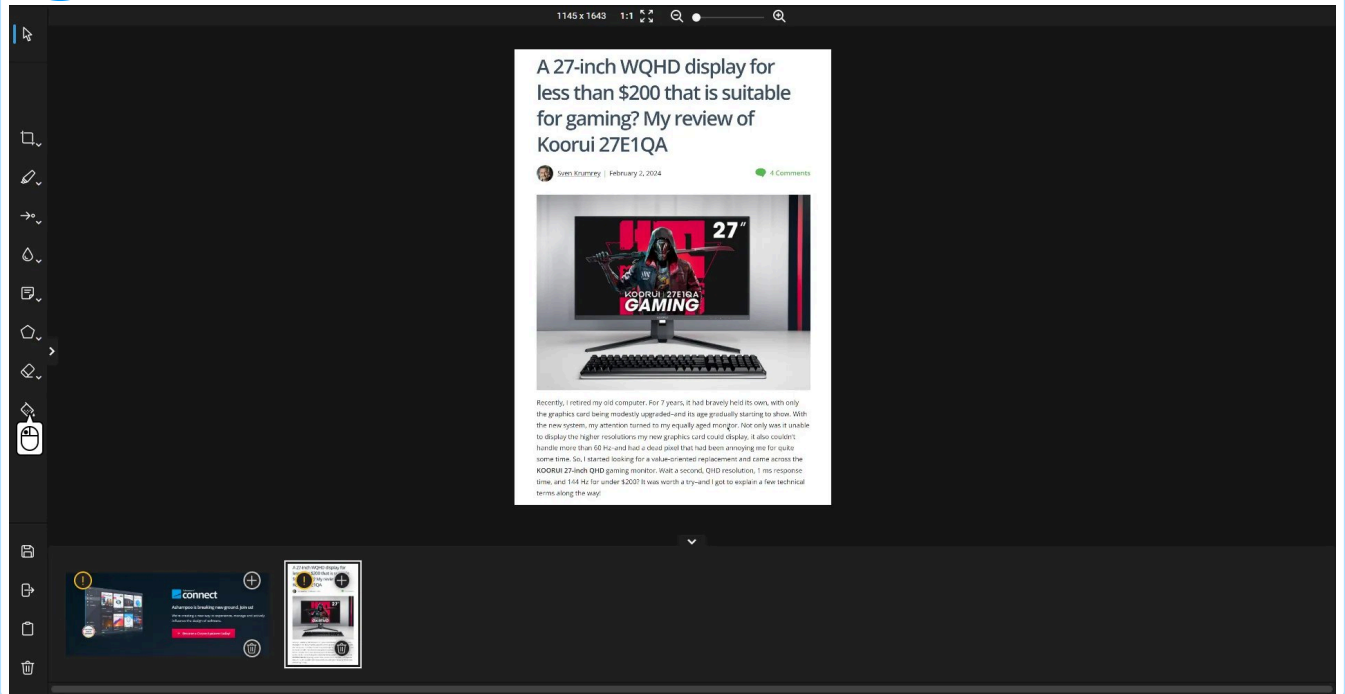 1145 x 1643 1:1
A 27-inch WQHD display for
less than $200 that is suitable
for gaming? My review of
Koorui 27E1QA
Sven Krumrey | February 2, 2024 4 Comments
27"
KOORUI 27E1QA
GAMING
Recently, I retired my old computer. For 7 years, it had bravely held its own, with only
the graphics card being modestly upgraded–and its age gradually starting to show. With
the new system, my attention turned to my equally aged monitor. Not only was it unable
to display the higher resolutions my new graphics card could display, it also couldn't
handle more than 60 Hz–and had a dead pixel that had been annoying me for quite
some time. So, I started looking for a value-oriented replacement and came across the
KOORUI 27-inch QHD gaming monitor. Wait a second, QHD resolution, 1 ms response
time, and 144 Hz for under $200? It was worth a try–and I got to explain a few technical
terms along the way!
connect
Ashampoo is breaking new ground. Join us!
A 27-inch WQHD display for
27"
GAMING